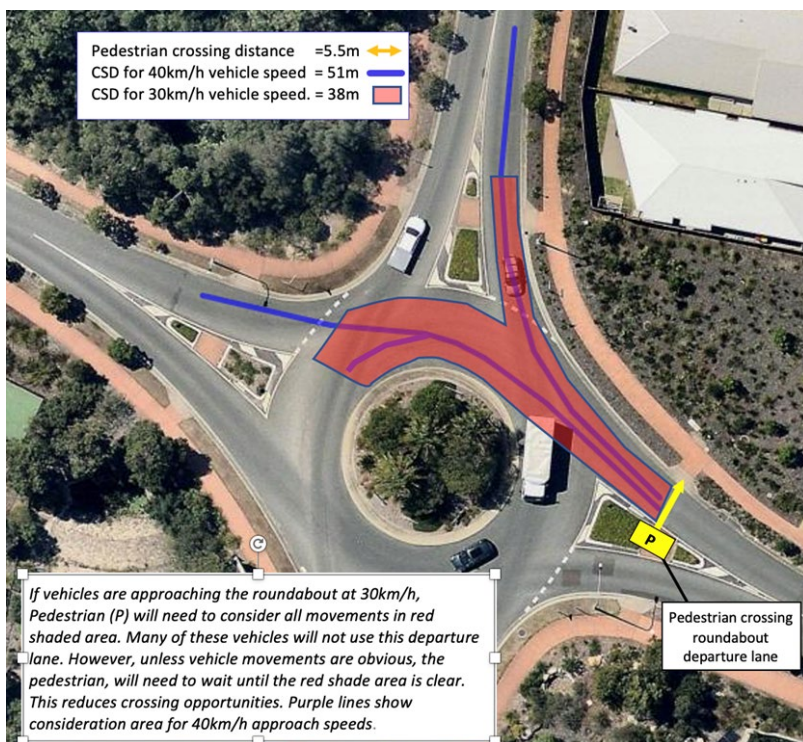 Pedestrian crossing distance =5.5m
CSD for 40km/h vehicle speed = 51m
CSD for 30km/h vehicle speed. = 38m
P
Pedestrian crossing
roundabout
departure lane
If vehicles are approaching the roundabout at 30km/h,
Pedestrian (P) will need to consider all movements in red
shaded area. Many of these vehicles will not use this departure
lane. However, unless vehicle movements are obvious, the
pedestrian, will need to wait until the red shade area is clear.
This reduces crossing opportunities. Purple lines show
consideration area for 40km/h approach speeds.